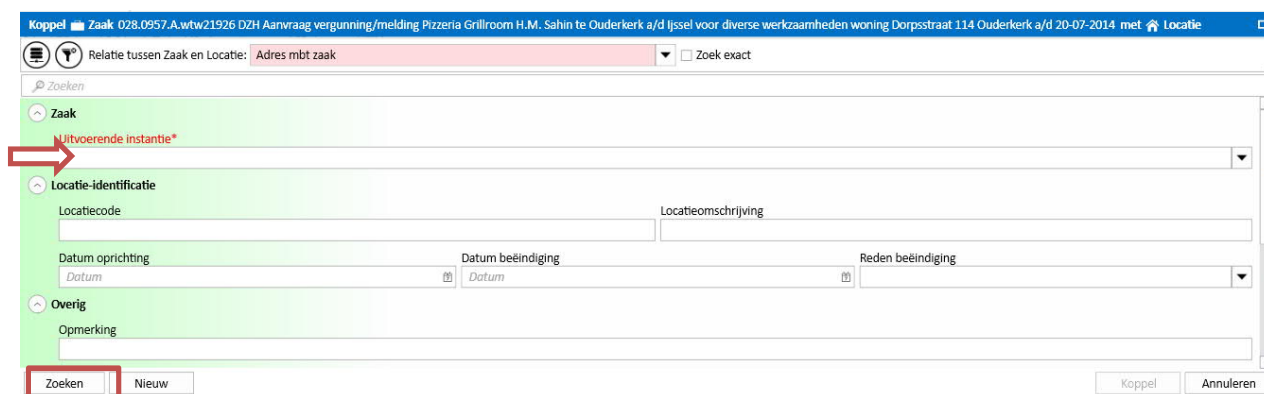 Koppel Zaak 028.0957.A.wtw21926 DZH Aanvraag vergunning/melding Pizzeria Grillroom H.M. Sahin te Ouderkerk a/d Ijssel voor diverse werkzaamheden woning Dorpsstraat 114 Ouderkerk a/d 20-07-2014 met Locatie
Relatie tussen Zaak en Locatie: Adres mbt zaak Zoek exact
Zoeken
Zaak
Uitvoerende instantie*
Locatie-identificatie
Locatiecode Locatieomschrijving
Datum oprichting Datum beëindiging Reden beëindiging
Datum Datum
Overig
Opmerking
Zoeken Nieuw Koppel Annuleren